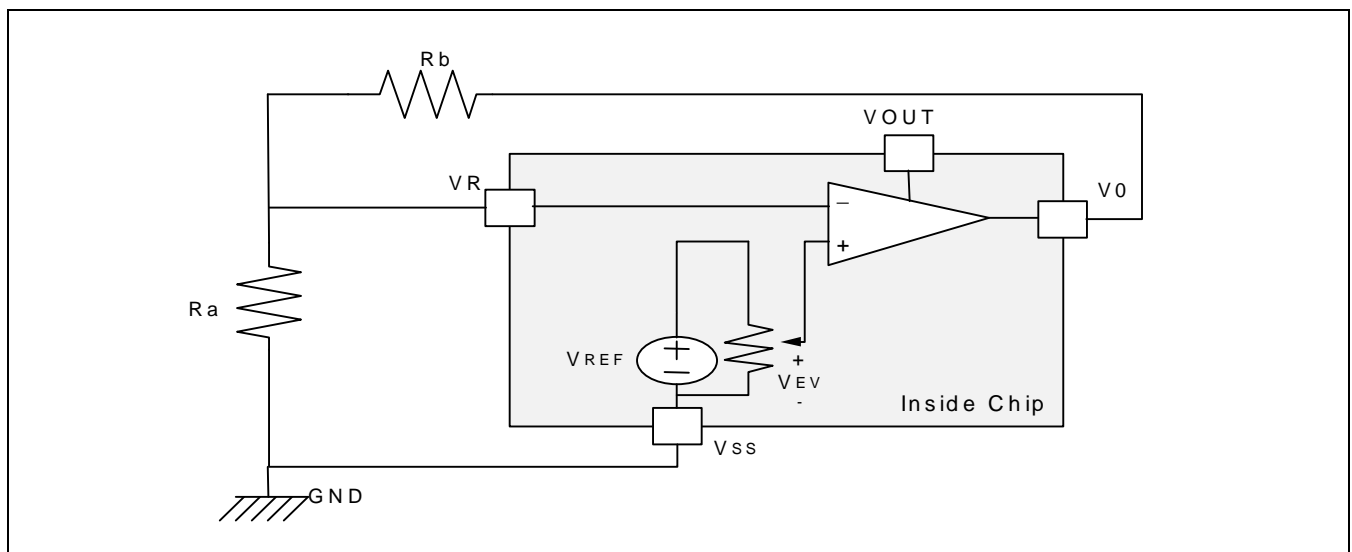 Rb
VOUT
VR
V0
−
+
Ra
+
−
VREF
+
VEV
-
Inside Chip
VSS
GND